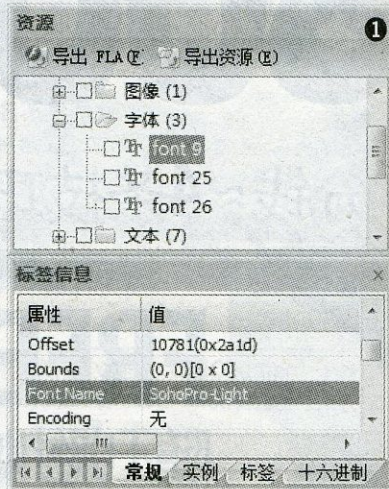 资源
❶
导出 FLA(F) 导出资源(E)
图像 (1)
字体 (3)
font 9
font 25
font 26
文本 (7)
标签信息
属性 值
Offset 10781(0x2a1d)
Bounds (0, 0)[0 x 0]
Font Name SohoPro-Light
Encoding 无
常规 实例 标签 十六进制